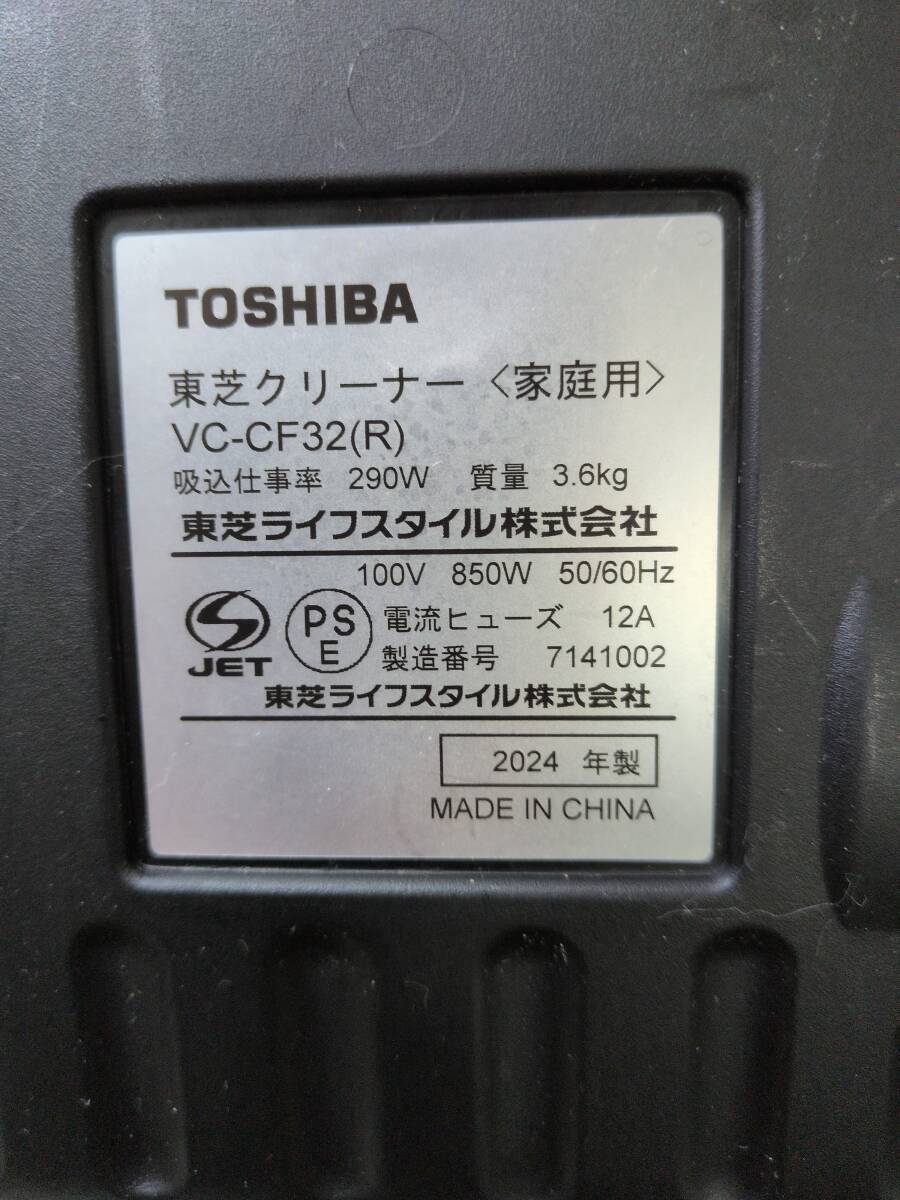 TOSHIBA
東芝クリーナー〈家庭用〉
VC-CF32(R)
吸込仕事率 290W 質量 3.6kg
東芝ライフスタイル株式会社
100V 850W 50/60Hz
JET
PS
E
電流ヒューズ 12A
製造番号 7141002
東芝ライフスタイル株式会社
2024 年製
MADE IN CHINA